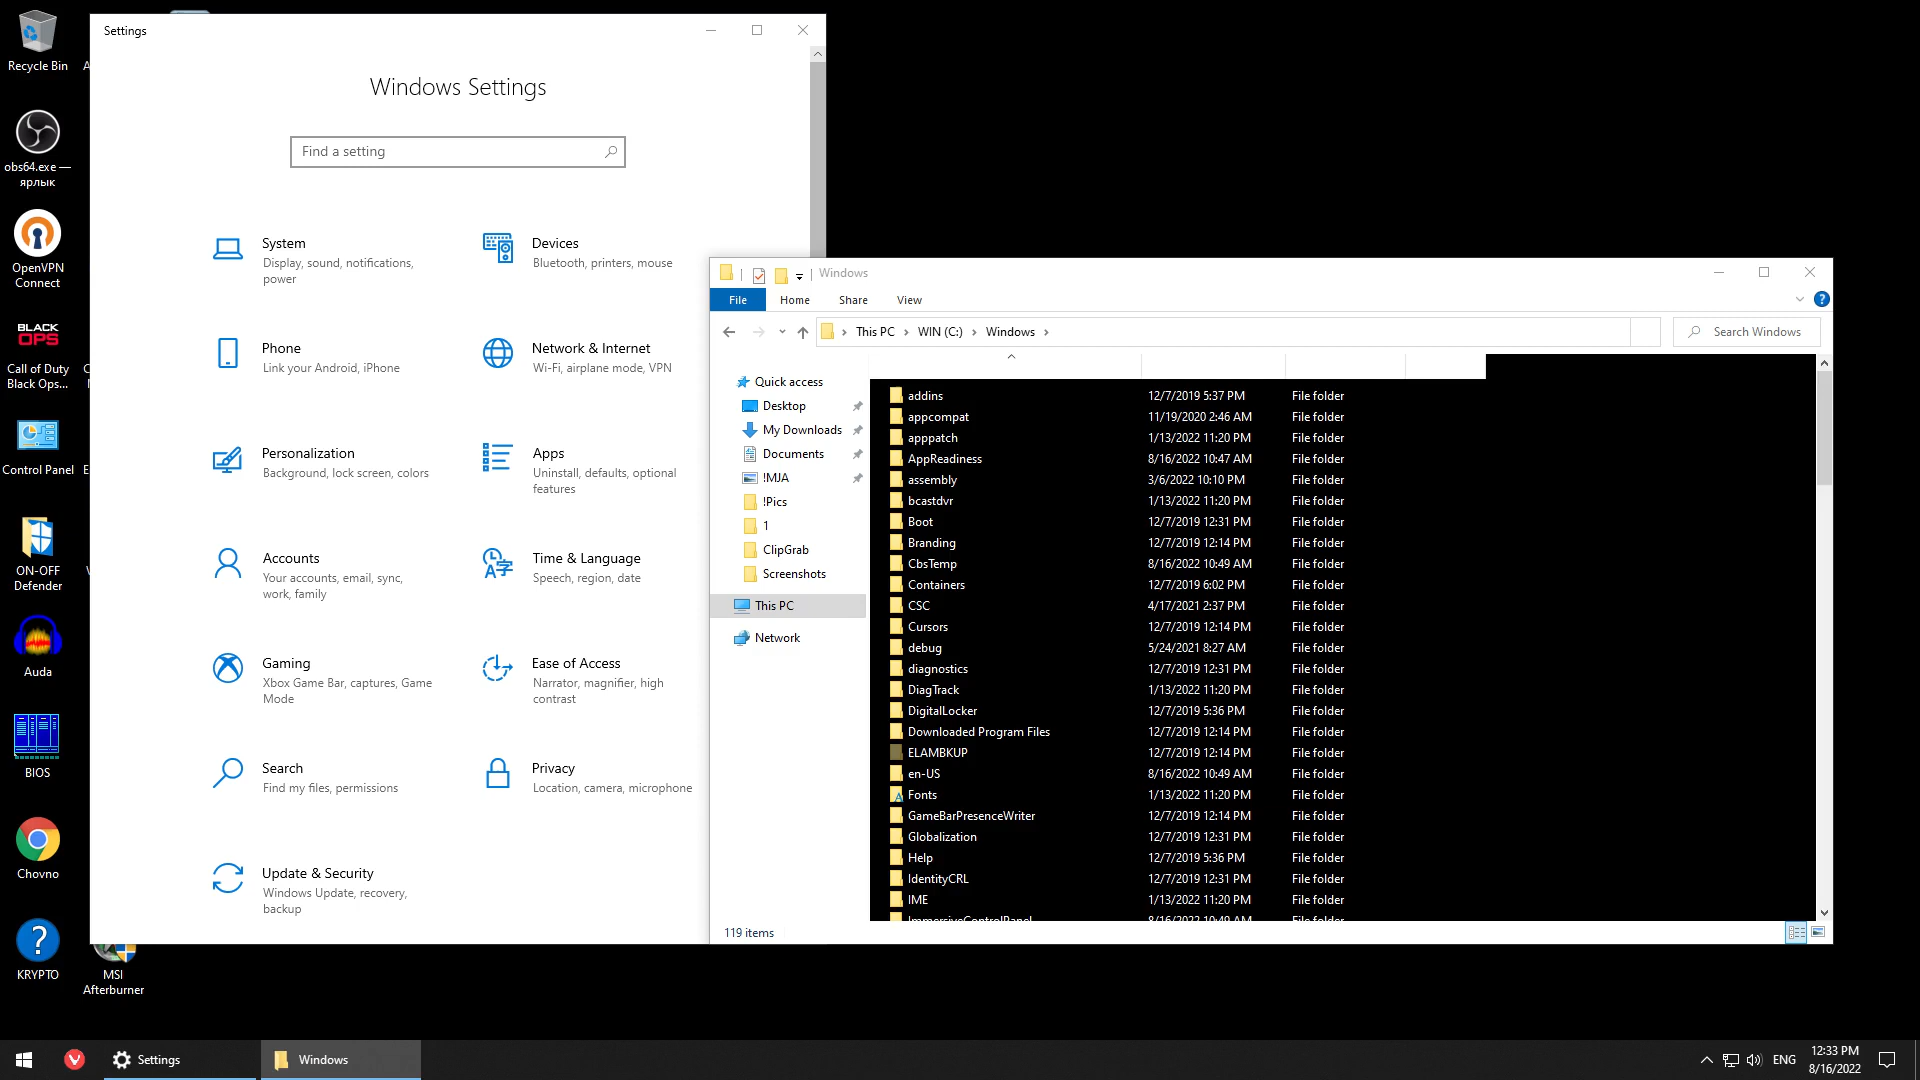 Recycle Bin
obs64.exe —
ярлык
OpenVPN
Connect
BLACK
OPS
Call of Duty
Black Ops...
Control Panel
ON-OFF
Defender
Auda
BIOS
Chovno
KRYPTO
MSI
Afterburner
Settings
Windows Settings
Find a setting
System
Display, sound, notifications,
power
Devices
Bluetooth, printers, mouse
Phone
Link your Android, iPhone
Network & Internet
Wi-Fi, airplane mode, VPN
Personalization
Background, lock screen, colors
Apps
Uninstall, defaults, optional
features
Accounts
Your accounts, email, sync,
work, family
Time & Language
Speech, region, date
Gaming
Xbox Game Bar, captures, Game
Mode
Ease of Access
Narrator, magnifier, high
contrast
Search
Find my files, permissions
Privacy
Location, camera, microphone
Update & Security
Windows Update, recovery,
backup
Windows
File Home Share View
This PC WIN (C:) Windows
Search Windows
Quick access
Desktop
My Downloads
Documents
!MJA
!Pics
1
ClipGrab
Screenshots
This PC
Network
addins 12/7/2019 5:37 PM File folder
appcompat 11/19/2020 2:46 AM File folder
apppatch 1/13/2022 11:20 PM File folder
AppReadiness 8/16/2022 10:47 AM File folder
assembly 3/6/2022 10:10 PM File folder
bcastdvr 1/13/2022 11:20 PM File folder
Boot 12/7/2019 12:31 PM File folder
Branding 12/7/2019 12:14 PM File folder
CbsTemp 8/16/2022 10:49 AM File folder
Containers 12/7/2019 6:02 PM File folder
CSC 4/17/2021 2:37 PM File folder
Cursors 12/7/2019 12:14 PM File folder
debug 5/24/2021 8:27 AM File folder
diagnostics 12/7/2019 12:31 PM File folder
DiagTrack 1/13/2022 11:20 PM File folder
DigitalLocker 12/7/2019 5:36 PM File folder
Downloaded Program Files 12/7/2019 12:14 PM File folder
ELAMBKUP 12/7/2019 12:14 PM File folder
en-US 8/16/2022 10:49 AM File folder
Fonts 1/13/2022 11:20 PM File folder
GameBarPresenceWriter 12/7/2019 12:14 PM File folder
Globalization 12/7/2019 12:31 PM File folder
Help 12/7/2019 5:36 PM File folder
IdentityCRL 12/7/2019 12:31 PM File folder
IME 1/13/2022 11:20 PM File folder
ImmersiveControlPanel 8/16/2022 10:49 AM File folder
119 items
Settings
Windows
ENG
12:33 PM
8/16/2022